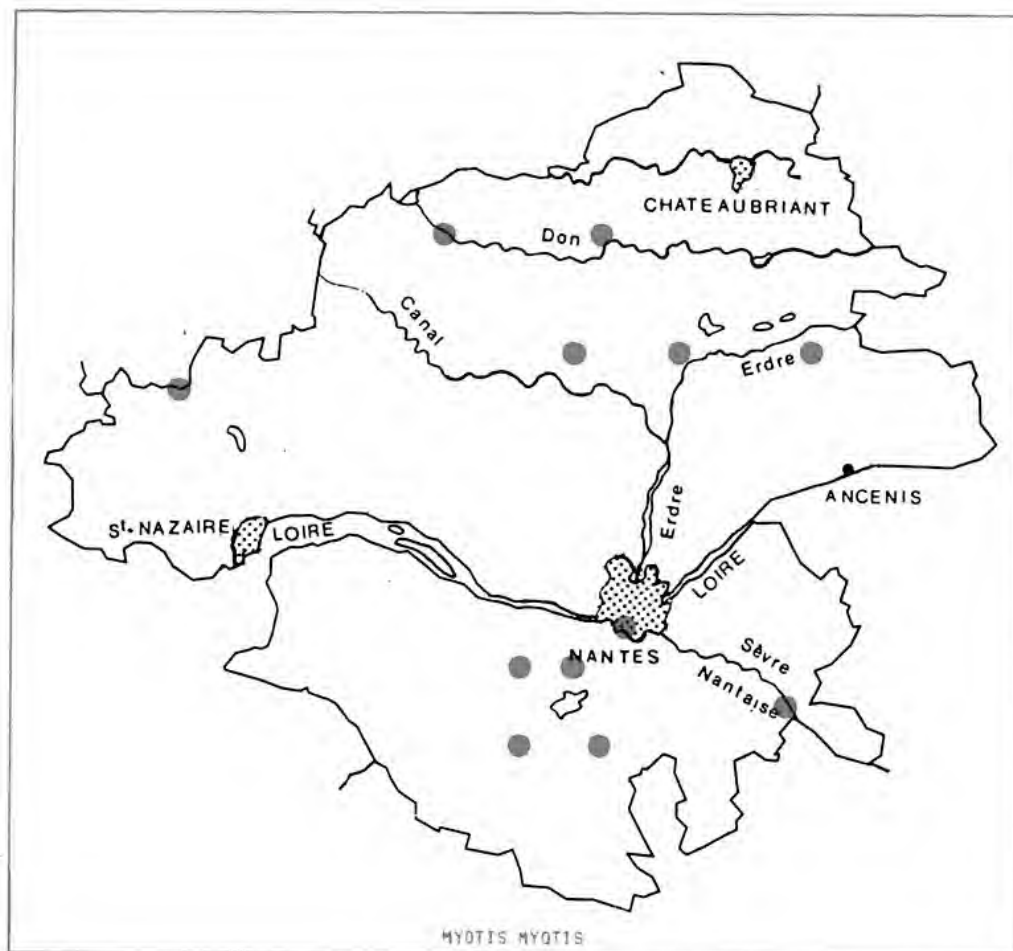 CHATEAUBRIANT
Don
Canal
Erdre
ANCENIS
Erdre
St-NAZAIRE
LOIRE
LOIRE
NANTES
Sèvre
Nantaise
MYOTIS MYOTIS